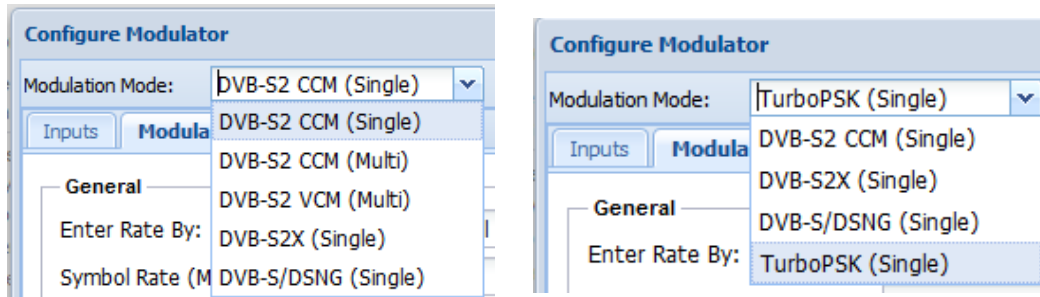 Configure Modulator
Modulation Mode: DVB-S2 CCM (Single)
Inputs Modula
DVB-S2 CCM (Single)
DVB-S2 CCM (Multi)
General
DVB-S2 VCM (Multi)
Enter Rate By:
DVB-S2X (Single)
Symbol Rate (M
DVB-S/DSNG (Single)
Configure Modulator
Modulation Mode: TurboPSK (Single)
Inputs Modula
DVB-S2 CCM (Single)
DVB-S2X (Single)
General
DVB-S/DSNG (Single)
Enter Rate By:
TurboPSK (Single)